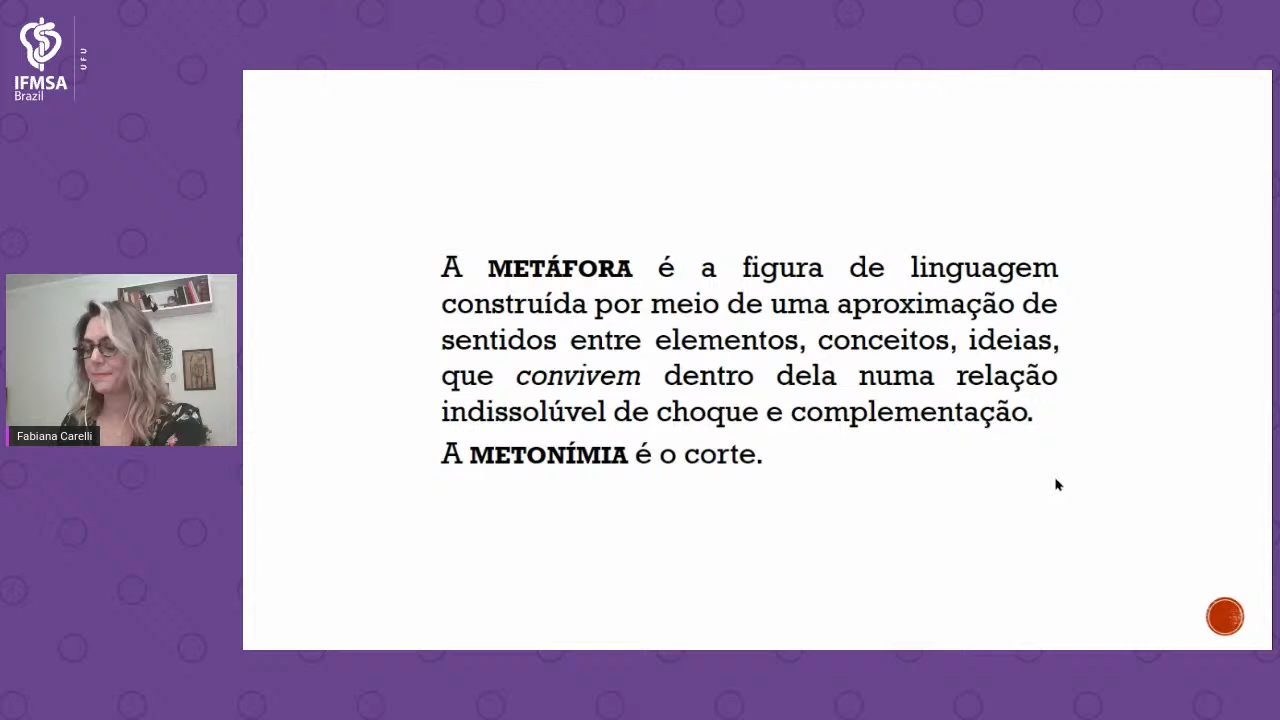 IFMSA
Brazil
UFU
A METÁFORA é a figura de linguagem
construída por meio de uma aproximação de
sentidos entre elementos, conceitos, ideias,
que convivem dentro dela numa relação
indissolúvel de choque e complementação.
A METONÍMIA é o corte.
Fabiana Carelli